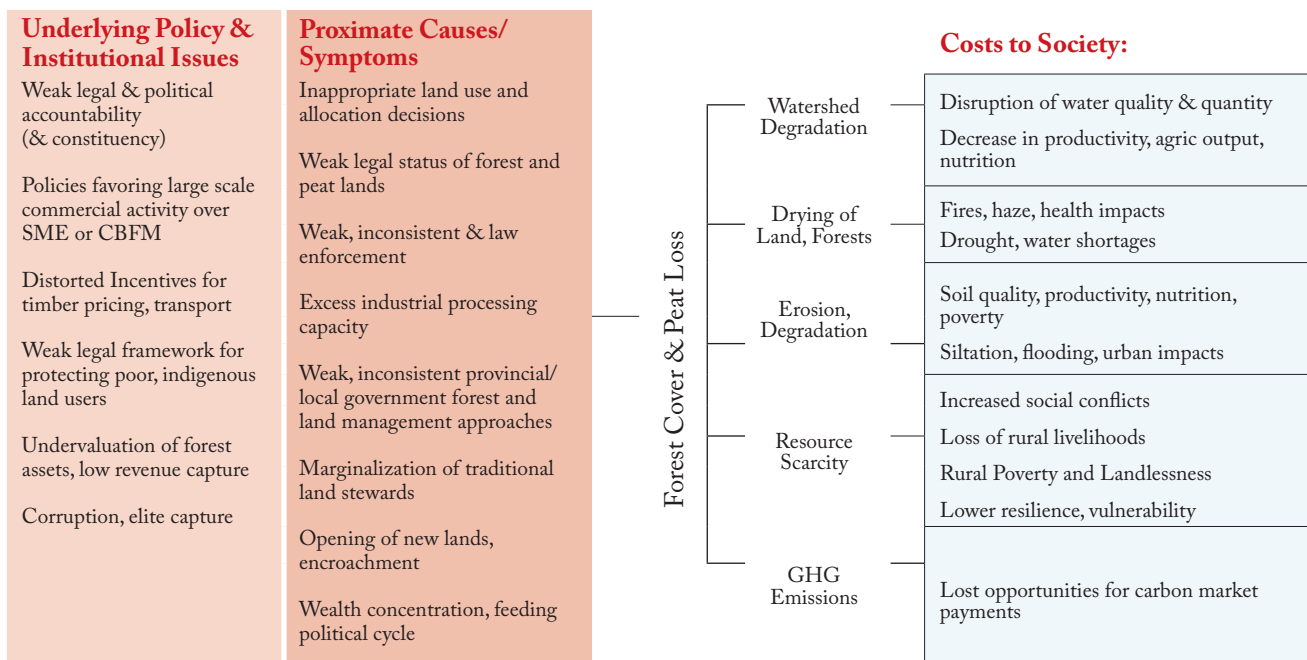 Underlying Policy &
Institutional Issues
Weak legal & political
accountability
(& constituency)
Policies favoring large scale
commercial activity over
SME or CBFM
Distorted Incentives for
timber pricing, transport
Weak legal framework for
protecting poor, indigenous
land users
Undervaluation of forest
assets, low revenue capture
Corruption, elite capture
Proximate Causes/
Symptoms
Inappropriate land use and
allocation decisions
Weak legal status of forest and
peat lands
Weak, inconsistent & law
enforcement
Excess industrial processing
capacity
Weak, inconsistent provincial/
local government forest and
land management approaches
Marginalization of traditional
land stewards
Opening of new lands,
encroachment
Wealth concentration, feeding
political cycle
Forest Cover & Peat Loss
Watershed
Degradation
Drying of
Land, Forests
Erosion,
Degradation
Resource
Scarcity
GHG
Emissions
Costs to Society:
Disruption of water quality & quantity
Decrease in productivity, agric output,
nutrition
Fires, haze, health impacts
Drought, water shortages
Soil quality, productivity, nutrition,
poverty
Siltation, flooding, urban impacts
Increased social conflicts
Loss of rural livelihoods
Rural Poverty and Landlessness
Lower resilience, vulnerability
Lost opportunities for carbon market
payments